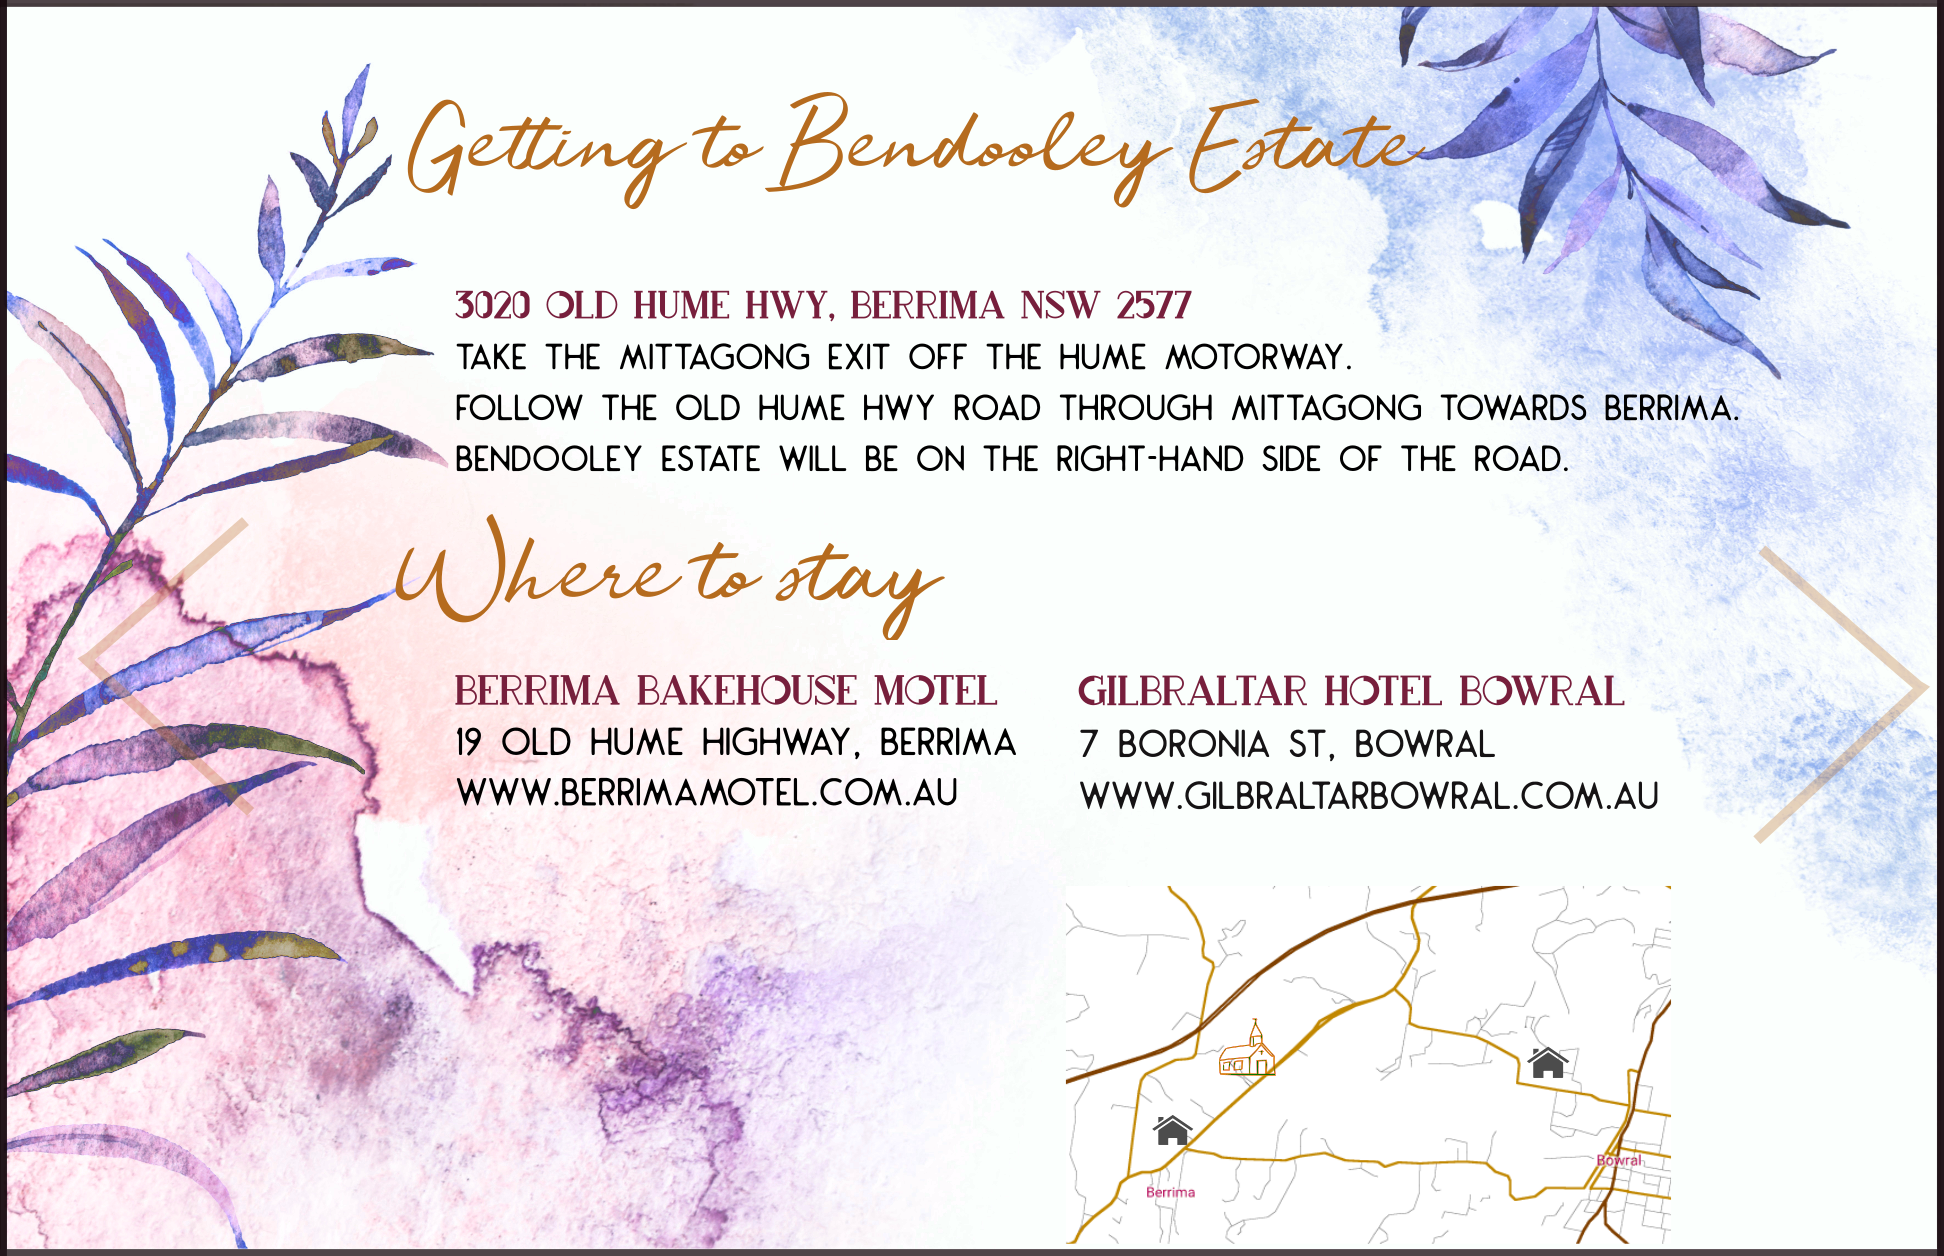 Getting to Bendooley Estate
3020 OLD HUME HWY, BERRIMA NSW 2577
TAKE THE MITTAGONG EXIT OFF THE HUME MOTORWAY.
FOLLOW THE OLD HUME HWY ROAD THROUGH MITTAGONG TOWARDS BERRIMA.
BENDOOLEY ESTATE WILL BE ON THE RIGHT-HAND SIDE OF THE ROAD.
Where to stay
BERRIMA BAKEHOUSE MOTEL
19 OLD HUME HIGHWAY, BERRIMA
WWW.BERRIMAMOTEL.COM.AU
GILBRALTAR HOTEL BOWRAL
7 BORONIA ST, BOWRAL
WWW.GILBRALTARBOWRAL.COM.AU
Bowral
Berrima